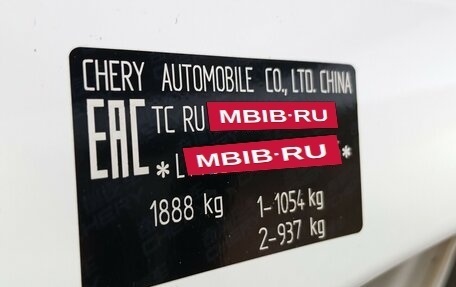 CHERY AUTOMOBILE CO., LTD. CHINA
EAC TC RU MBIB-RU
MBIB-RU *
1888 kg 1-1054 kg
2-937 kg